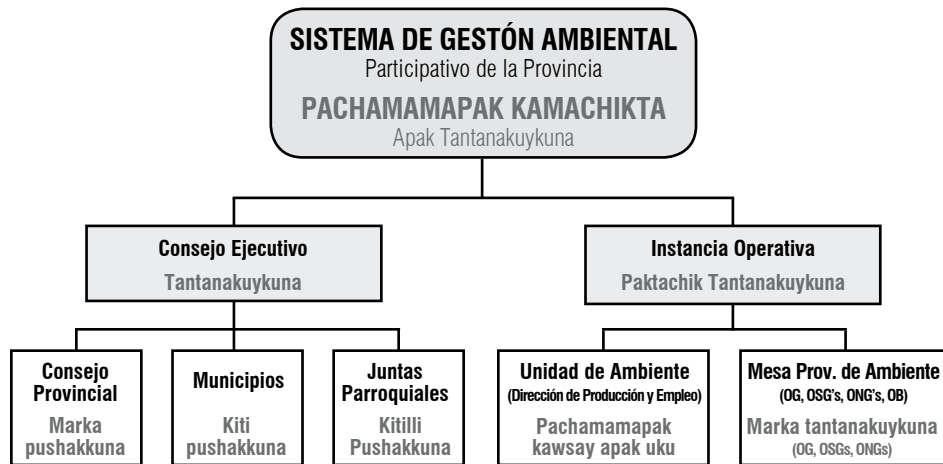 SISTEMA DE GESTÓN AMBIENTAL
Participativo de la Provincia
PACHAMAMAPAK KAMACHIKTA
Apak Tantanakuykuna
Consejo Ejecutivo
Tantanakuykuna
Instancia Operativa
Paktachik Tantanakuykuna
Consejo
Provincial
Marka
pushakkuna
Municipios
Kiti
pushakkuna
Juntas
Parroquiales
Kitilli
Pushakkuna
Unidad de Ambiente
(Dirección de Producción y Empleo)
Pachamamapak
kawsay apak uku
Mesa Prov. de Ambiente
(OG, OSG's, ONG's, OB)
Marka tantanakuykuna
(OG, OSGs, ONGs)